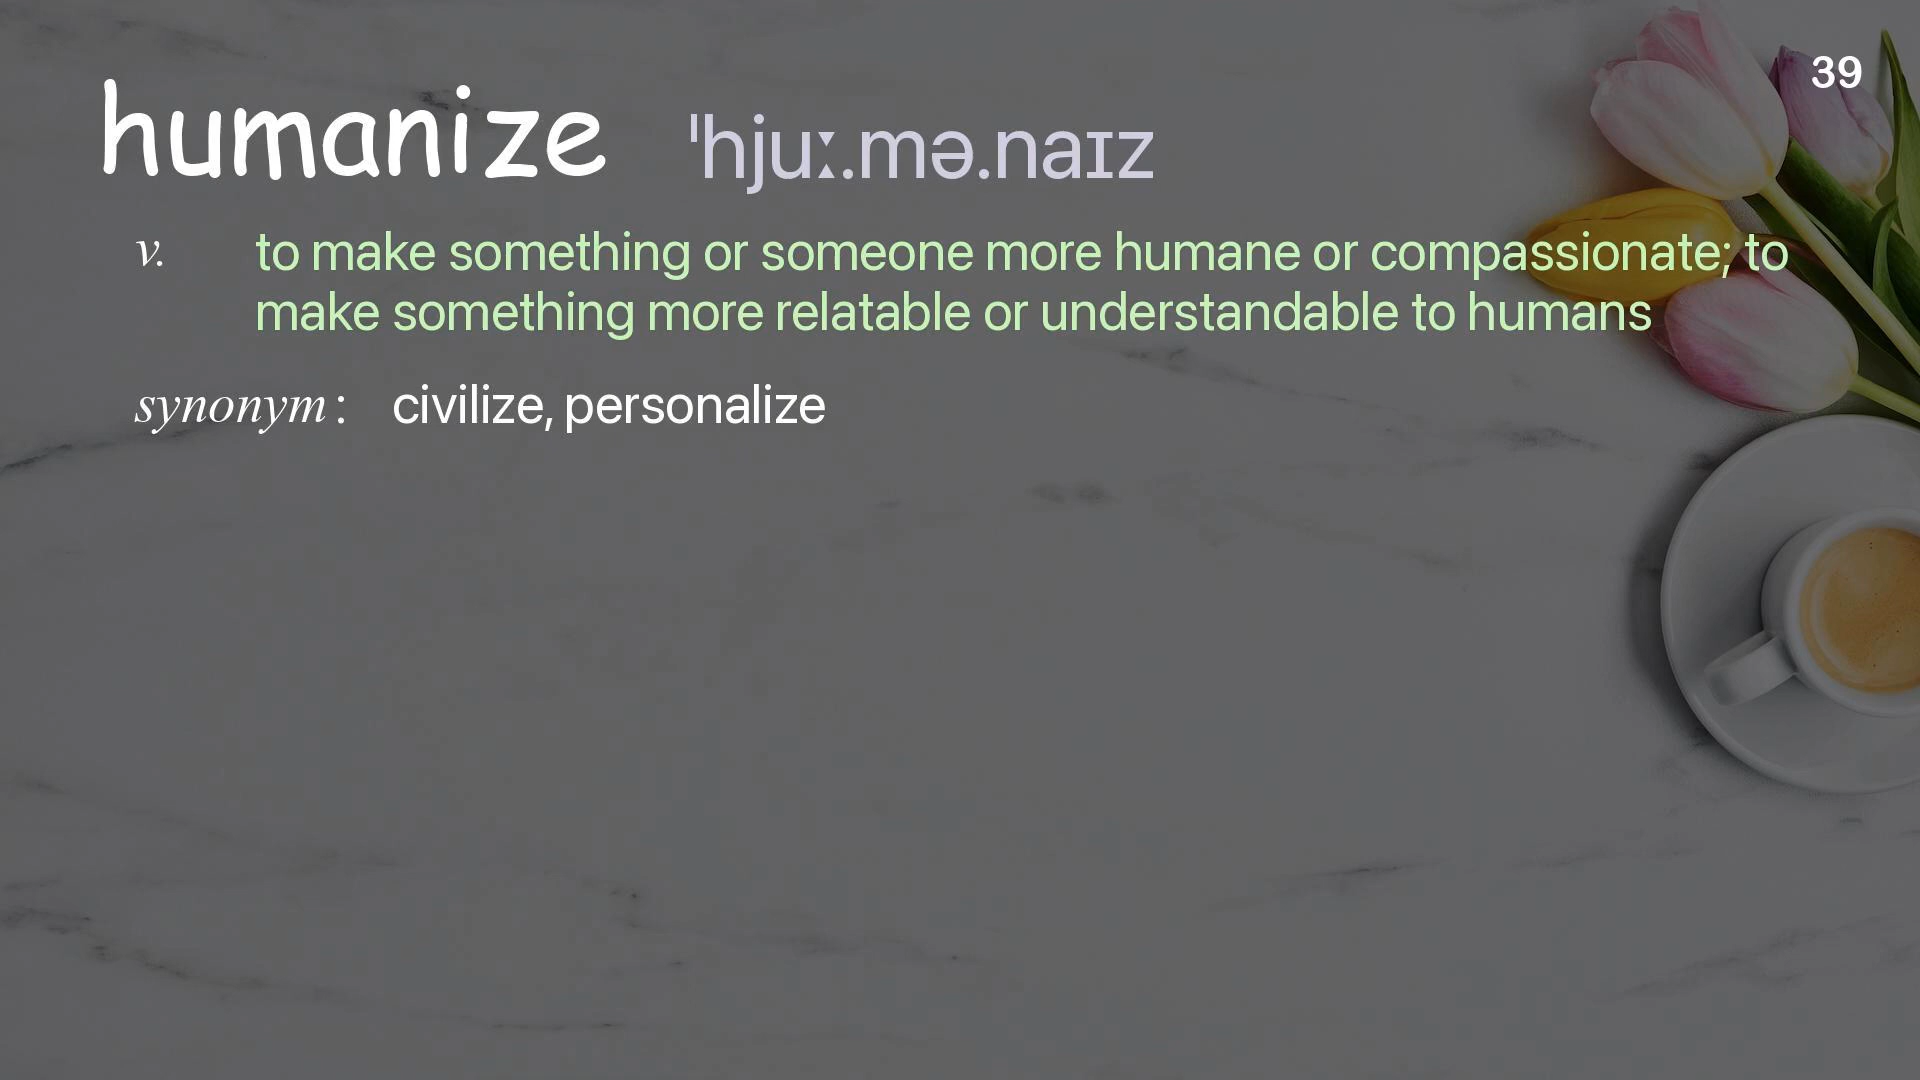 39
humanize ˈhjuː.mə.naɪz
v. to make something or someone more humane or compassionate; to
make something more relatable or understandable to humans
synonym: civilize, personalize